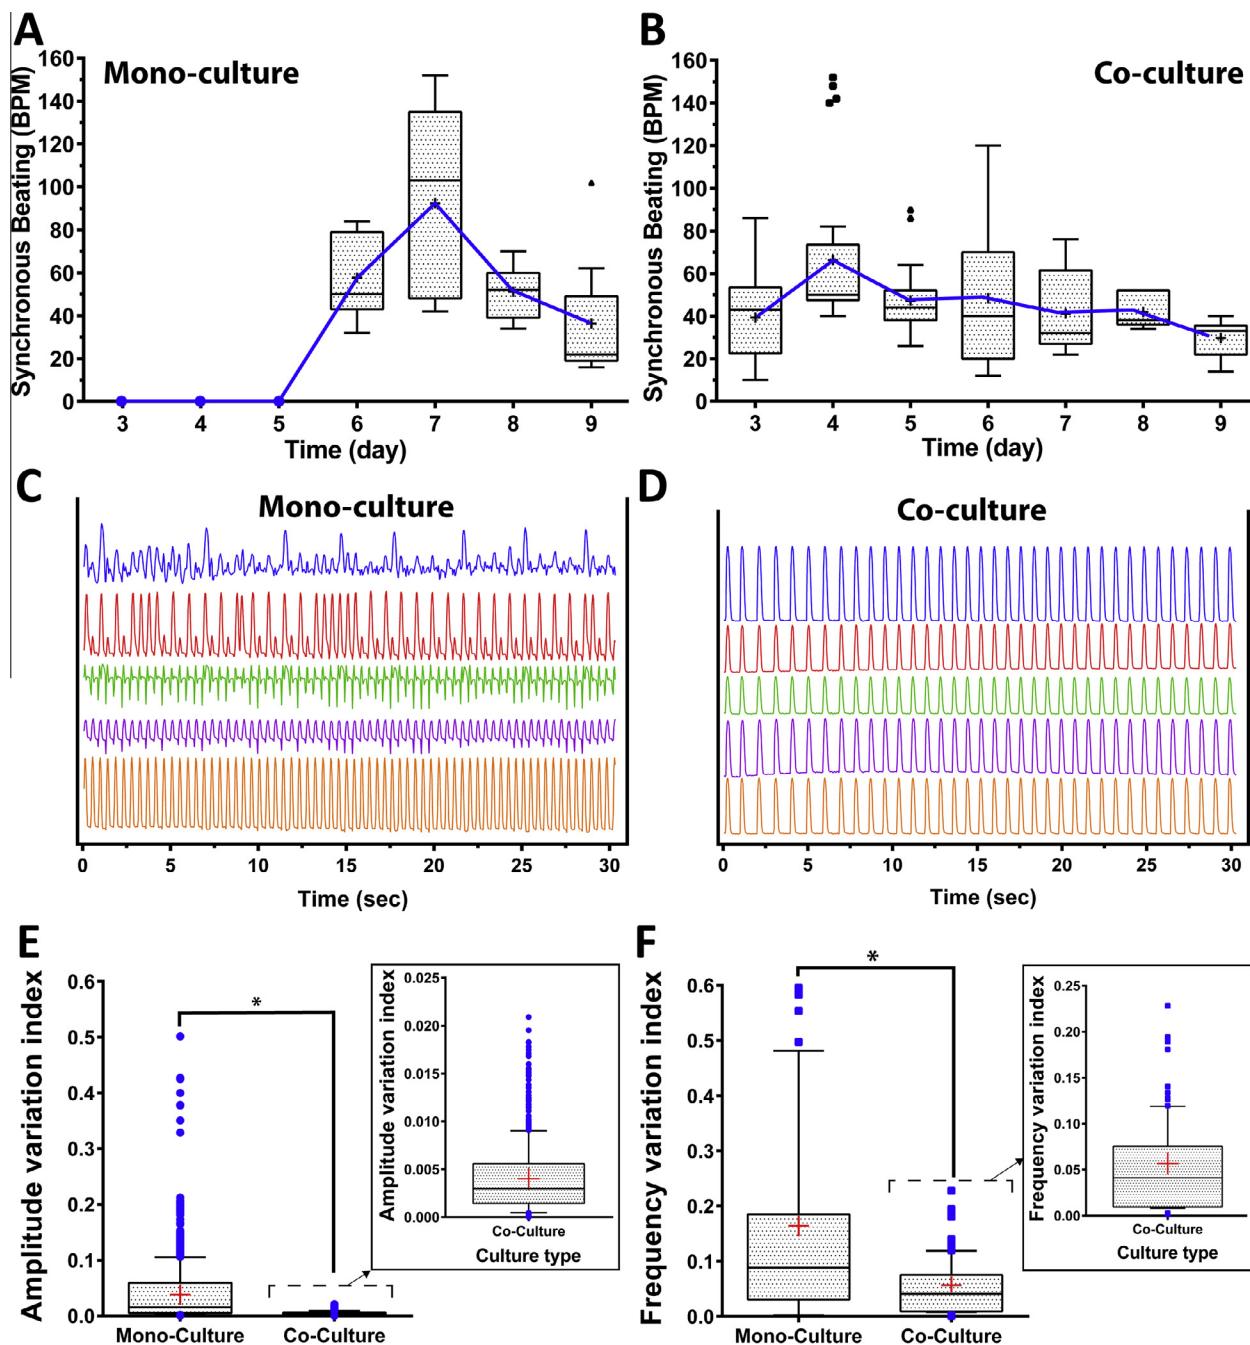 A
Mono-culture
Synchronous Beating (BPM)
160
140
120
100
80
60
40
20
0
3 4 5 6 7 8 9
Time (day)
B
Co-culture
Synchronous Beating (BPM)
160
140
120
100
80
60
40
20
0
3 4 5 6 7 8 9
Time (day)
C
Mono-culture
0 5 10 15 20 25 30
Time (sec)
D
Co-culture
0 5 10 15 20 25 30
Time (sec)
E
Amplitude variation index
0.6
0.5
0.4
0.3
0.2
0.1
0.0
*
Mono-Culture Co-Culture
Amplitude variation index
0.025
0.020
0.015
0.010
0.005
0.000
Co-Culture
Culture type
F
Frequency variation index
0.6
0.5
0.4
0.3
0.2
0.1
0.0
*
Mono-Culture Co-Culture
Frequency variation index
0.25
0.20
0.15
0.10
0.05
0.00
Co-Culture
Culture type